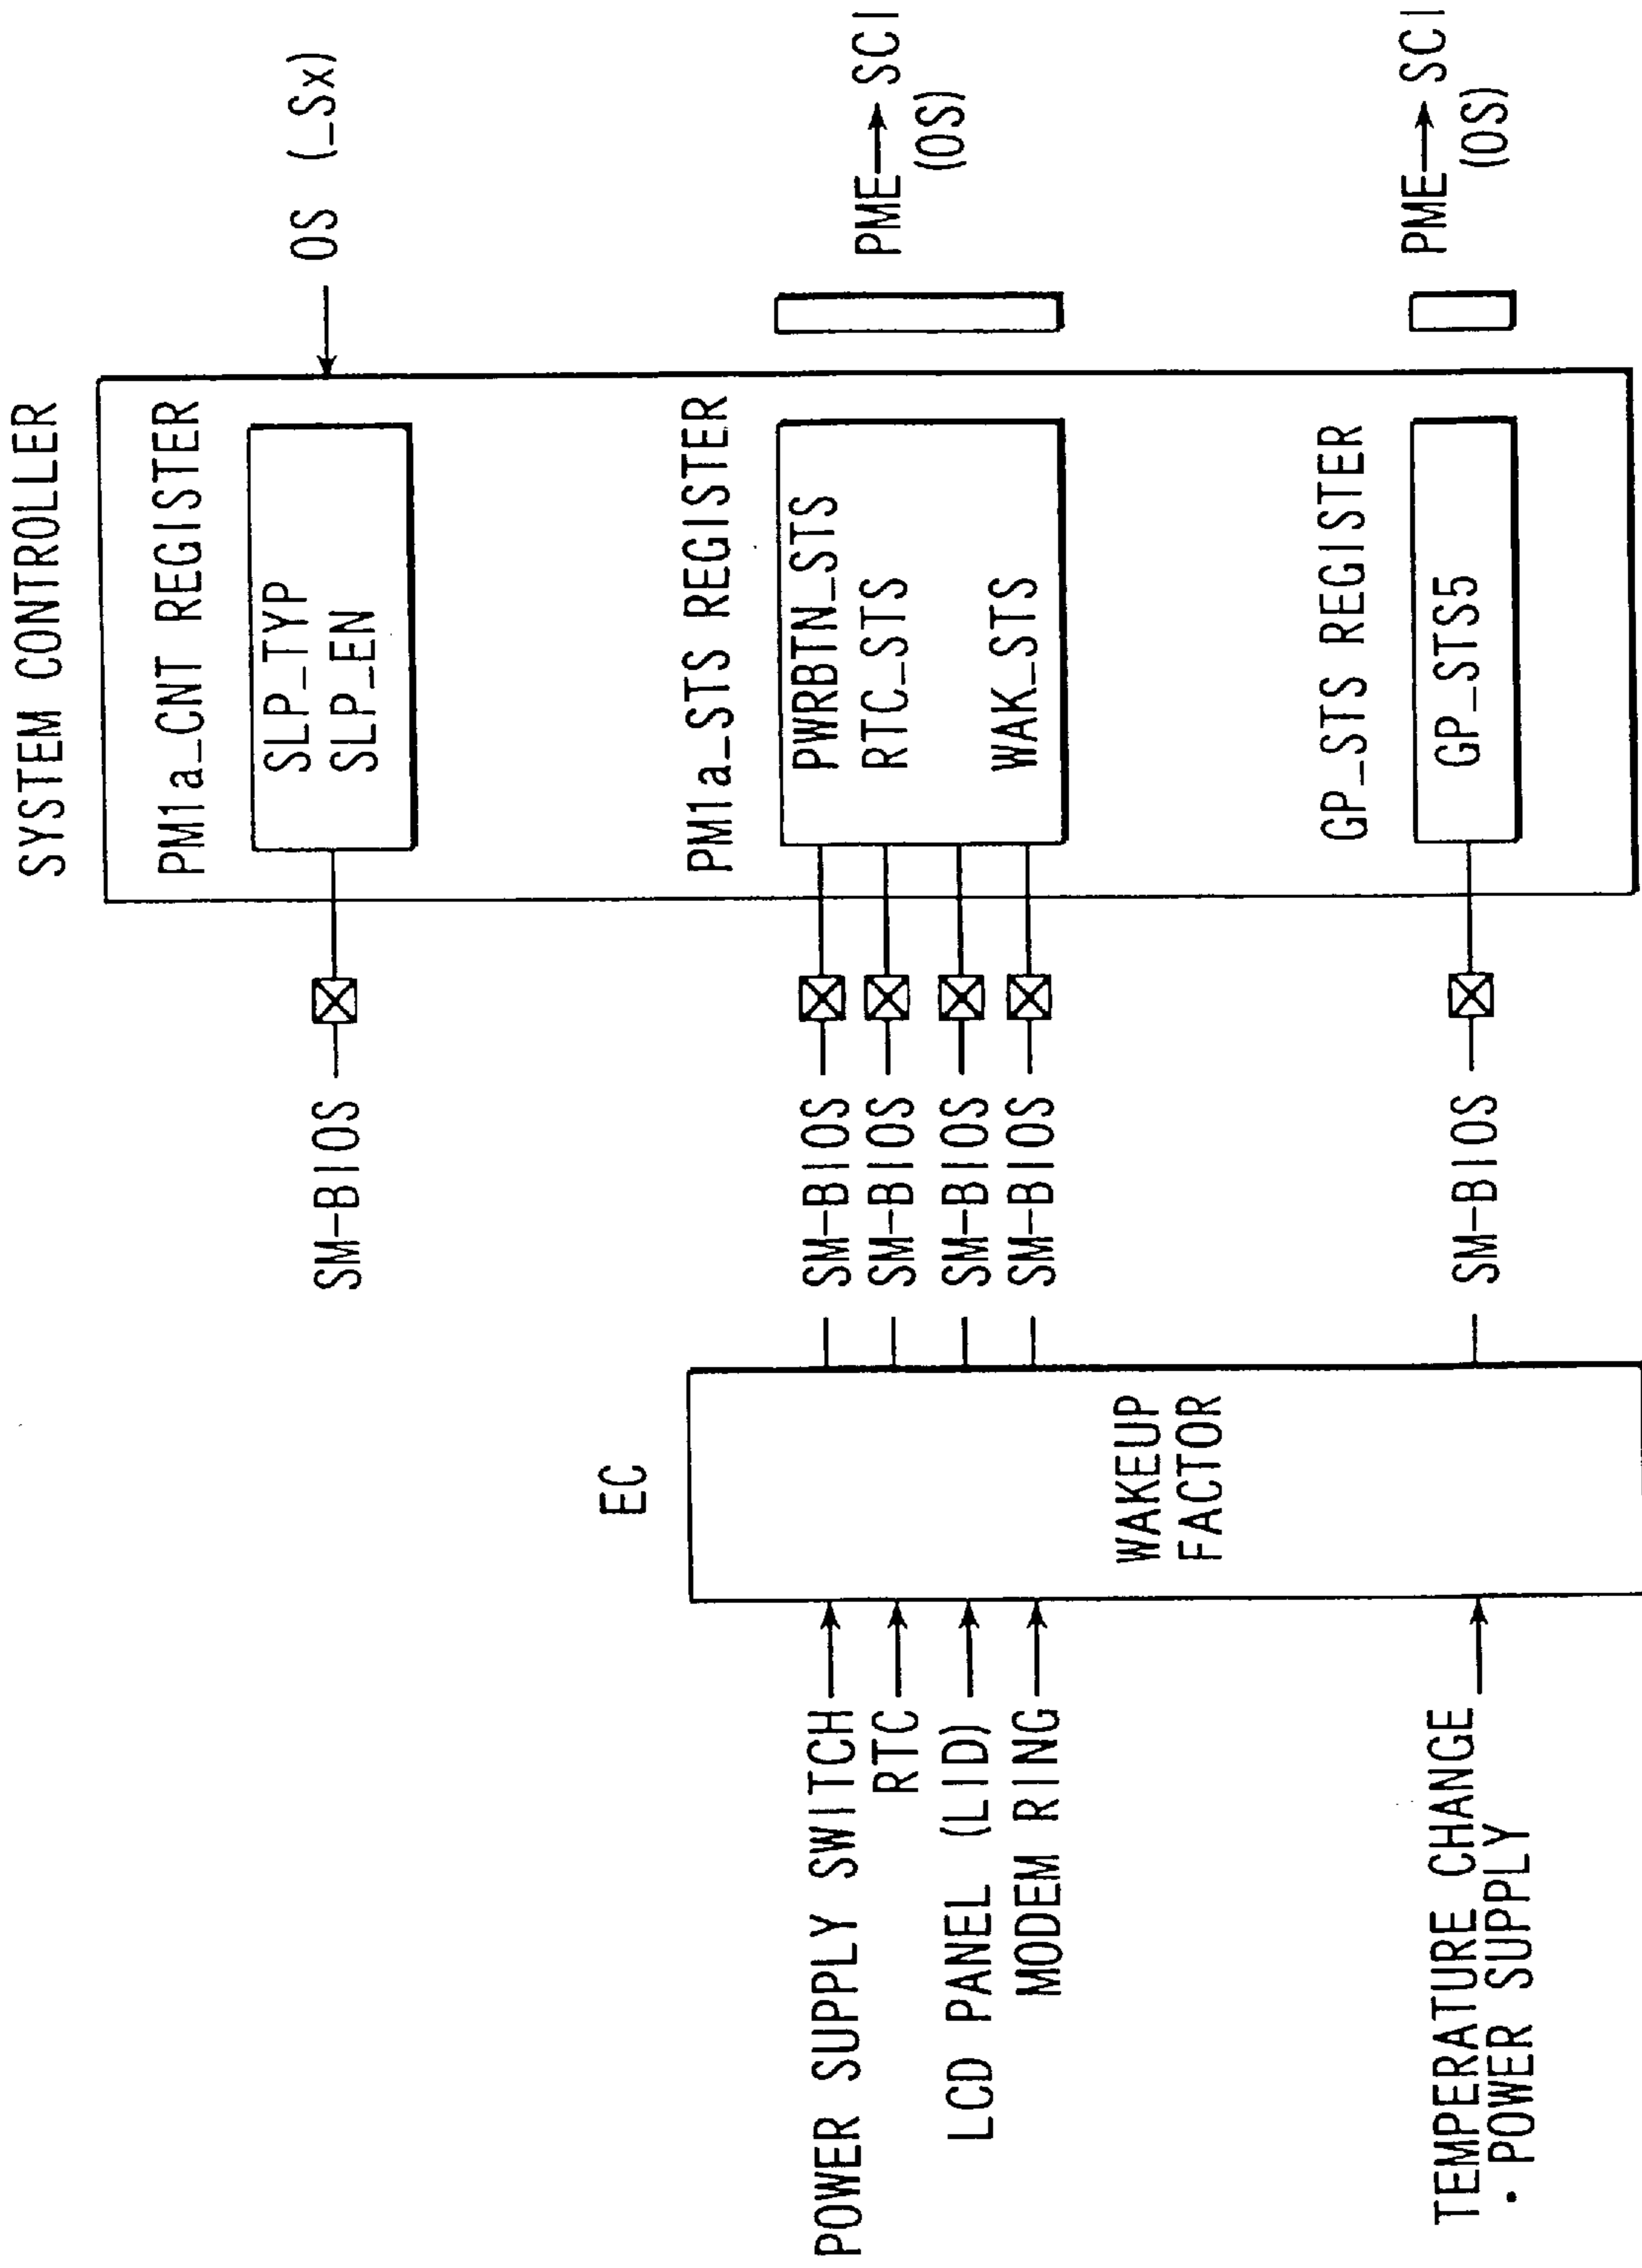 SYSTEM CONTROLLER
PM1a_CNT REGISTER
SLP_TYP
SLP_EN
OS (_Sx)
SM-BIOS
PM1a_STS REGISTER
PWRBTN_STS
RTC_STS
WAK_STS
PME SCI
(OS)
EC
POWER SUPPLY SWITCH
SM-BIOS
RTC
SM-BIOS
LCD PANEL (LID)
SM-BIOS
MODEM RING
SM-BIOS
WAKEUP
FACTOR
GP_STS REGISTER
GP_STS5
PME SCI
(OS)
TEMPERATURE CHANGE
· POWER SUPPLY
SM-BIOS